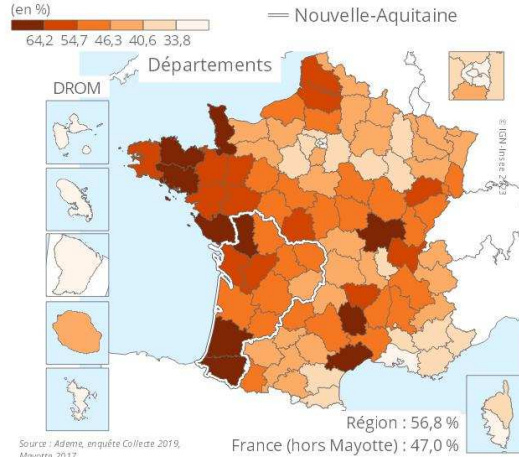 (en %)
64,2 54,7 46,3 40,6 33,8
Nouvelle-Aquitaine
Départements
DROM
© IGN-Insee 2023
Région : 56,8 %
France (hors Mayotte) : 47,0 %
Source : Ademe, enquête Collecte 2019,
Mayotte 2017